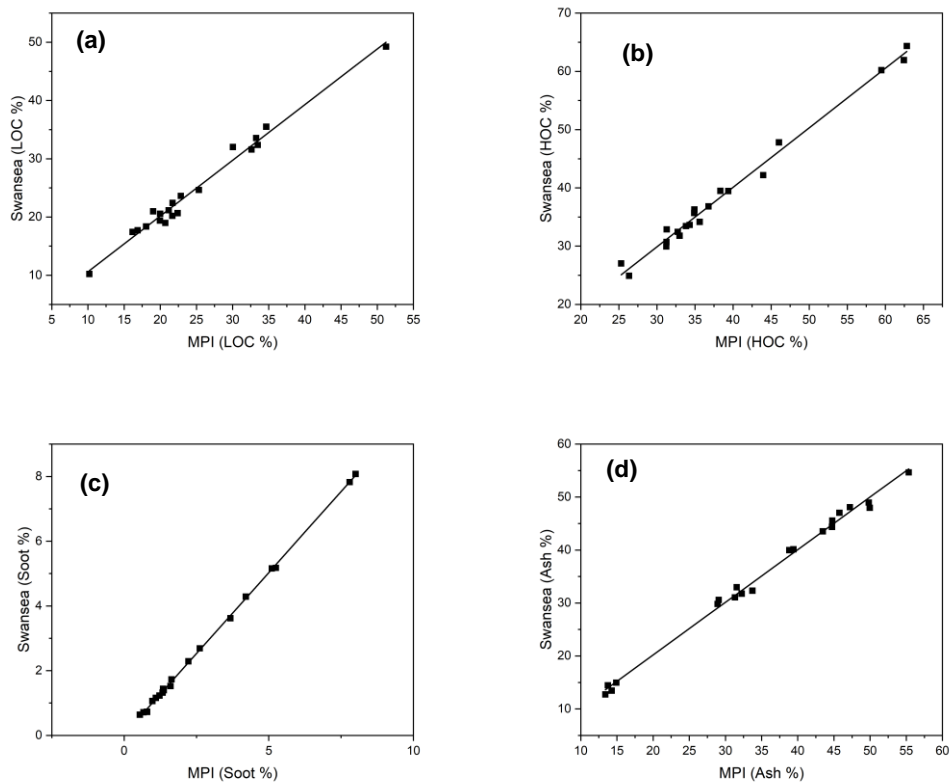 (a)
Swansea (LOC %)
50
40
30
20
10
5 10 15 20 25 30 35 40 45 50 55
MPI (LOC %)
(b)
Swansea (HOC %)
70
60
50
40
30
20
20 25 30 35 40 45 50 55 60 65
MPI (HOC %)
(c)
Swansea (Soot %)
8
6
4
2
0
0 5 10
MPI (Soot %)
(d)
Swansea (Ash %)
60
50
40
30
20
10
10 15 20 25 30 35 40 45 50 55 60
MPI (Ash %)